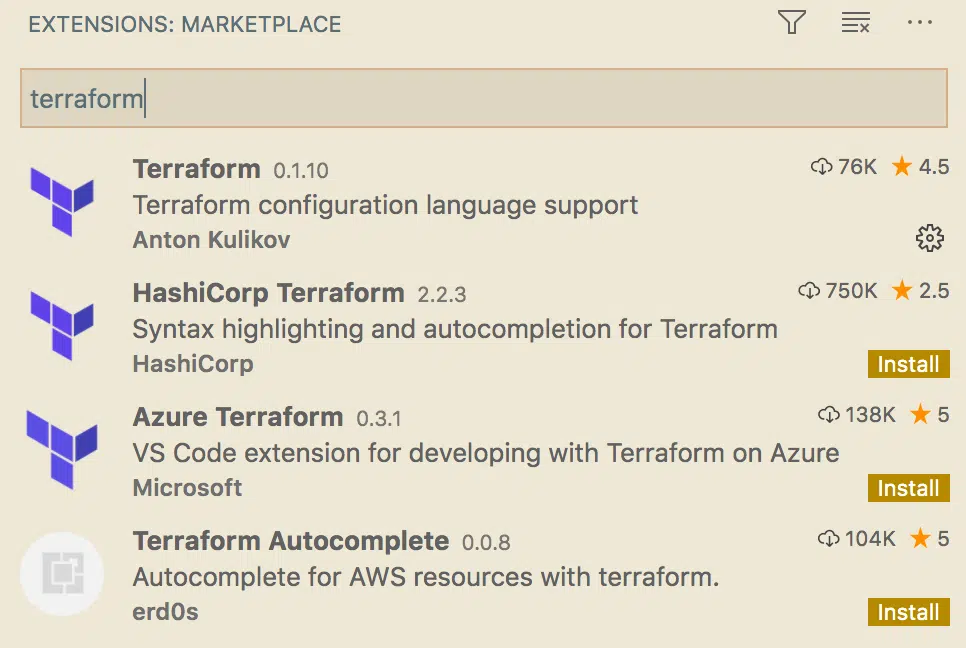 EXTENSIONS: MARKETPLACE
terraform
Terraform 0.1.10 76K 4.5
Terraform configuration language support
Anton Kulikov
HashiCorp Terraform 2.2.3 750K 2.5
Syntax highlighting and autocompletion for Terraform
HashiCorp Install
Azure Terraform 0.3.1 138K 5
VS Code extension for developing with Terraform on Azure
Microsoft Install
Terraform Autocomplete 0.0.8 104K 5
Autocomplete for AWS resources with terraform.
erd0s Install